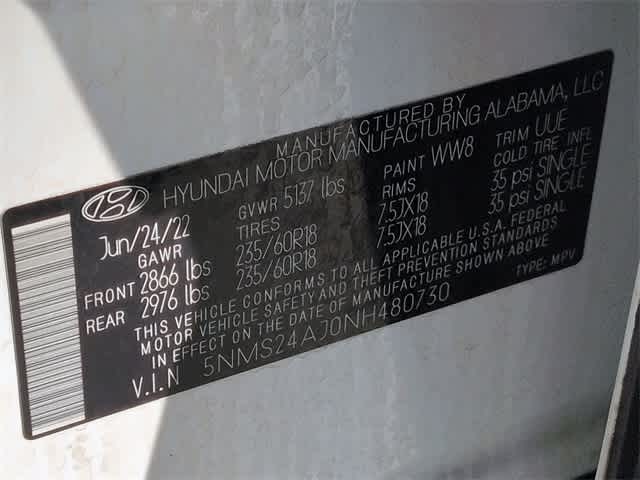 MANUFACTURED BY
HYUNDAI MOTOR MANUFACTURING ALABAMA, LLC
Jun/24/22 GVWR 5137 lbs PAINT WW8 TRIM UUE
GAWR TIRES RIMS COLD TIRE INFL
FRONT 2866 lbs 235/60R18 7.5JX18 35 psi SINGLE
REAR 2976 lbs 235/60R18 7.5JX18 35 psi SINGLE
THIS VEHICLE CONFORMS TO ALL APPLICABLE U.S.A. FEDERAL
MOTOR VEHICLE SAFETY AND THEFT PREVENTION STANDARDS
IN EFFECT ON THE DATE OF MANUFACTURE SHOWN ABOVE
V.I.N 5NMS24AJ0NH480730 TYPE: MPV